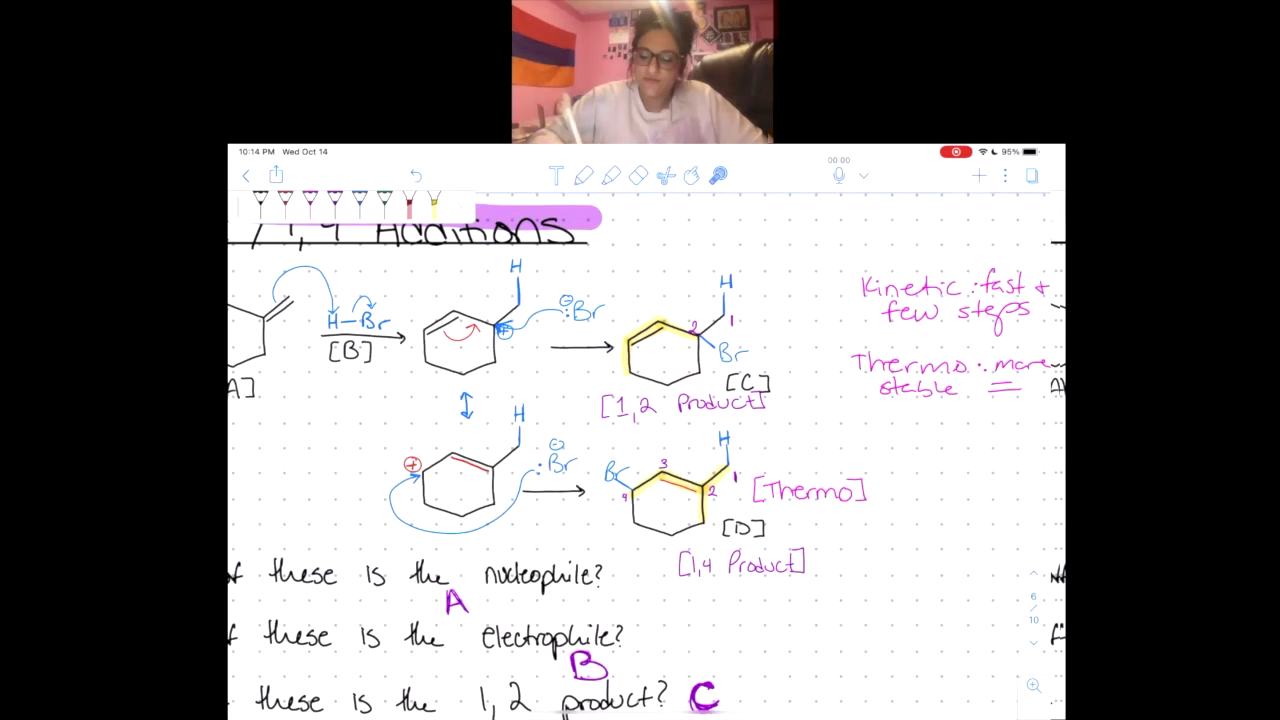 10:14 PM Wed Oct 14
00:00
95%
T
/ 1,4 Additions
H
H
Kinetic: fast &
few steps
⊖
:Br
H–Br
[B]
⊕
2
1
Br
[C]
Thermo: more
stable
A]
[1,2 Product]
H
H
⊖
:Br
⊕
Br
3
4
2
1
[Thermo]
[D]
[1,4 Product]
f these is the nucleophile?
A
f these is the electrophile?
B
these is the 1,2 product? C
6
/
10